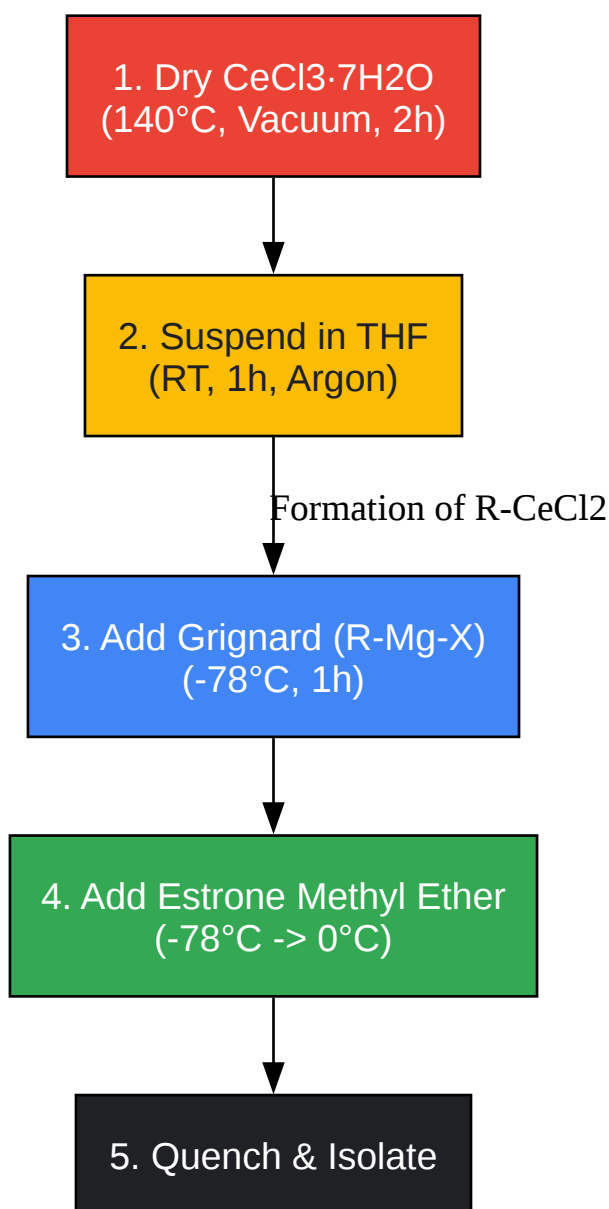 1. Dry CeCl3·7H2O
(140°C, Vacuum, 2h)
2. Suspend in THF
(RT, 1h, Argon)
Formation of R-CeCl2
3. Add Grignard (R-Mg-X)
(-78°C, 1h)
4. Add Estrone Methyl Ether
(-78°C -> 0°C)
5. Quench & Isolate